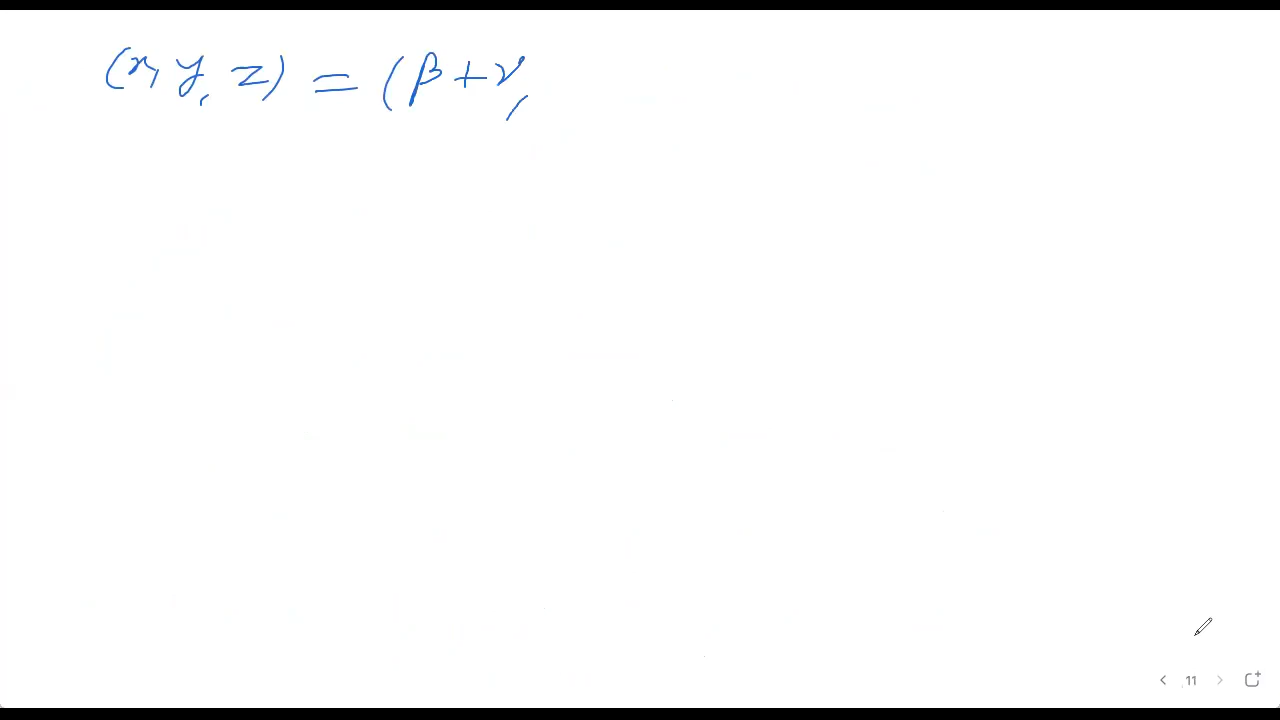 (x, y, z) = (β + γ,
11